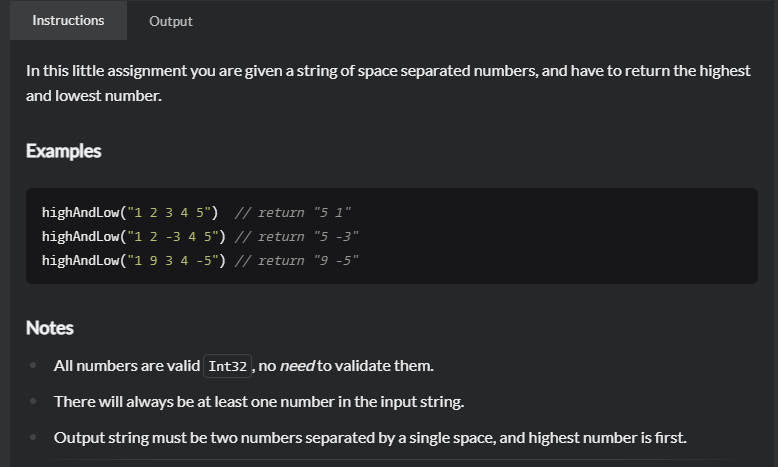 Instructions
Output
In this little assignment you are given a string of space separated numbers, and have to return the highest
and lowest number.
Examples
highAndLow("1 2 3 4 5")  // return "5 1"
highAndLow("1 2 -3 4 5") // return "5 -3"
highAndLow("1 9 3 4 -5") // return "9 -5"
Notes
All numbers are valid Int32, no need to validate them.
There will always be at least one number in the input string.
Output string must be two numbers separated by a single space, and highest number is first.